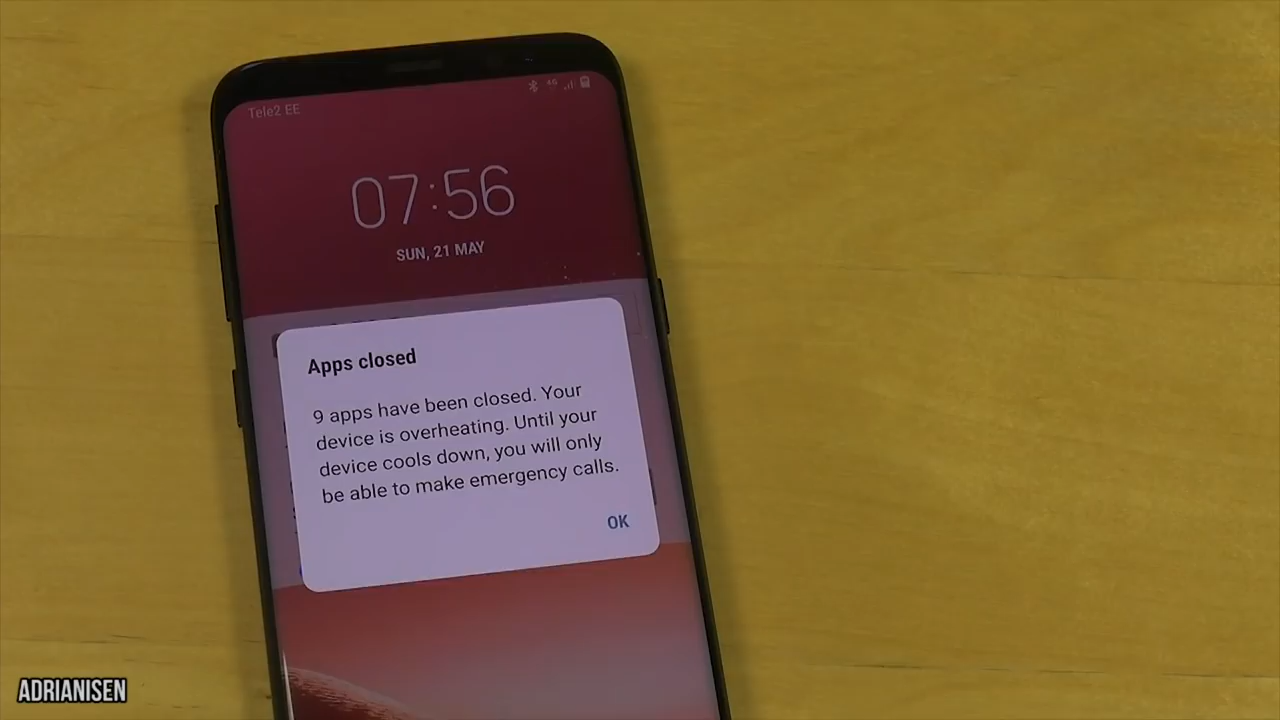 Tele2 EE
4G
07:56
SUN, 21 MAY
Apps closed
9 apps have been closed. Your
device is overheating. Until your
device cools down, you will only
be able to make emergency calls.
OK
ADRIANISEN